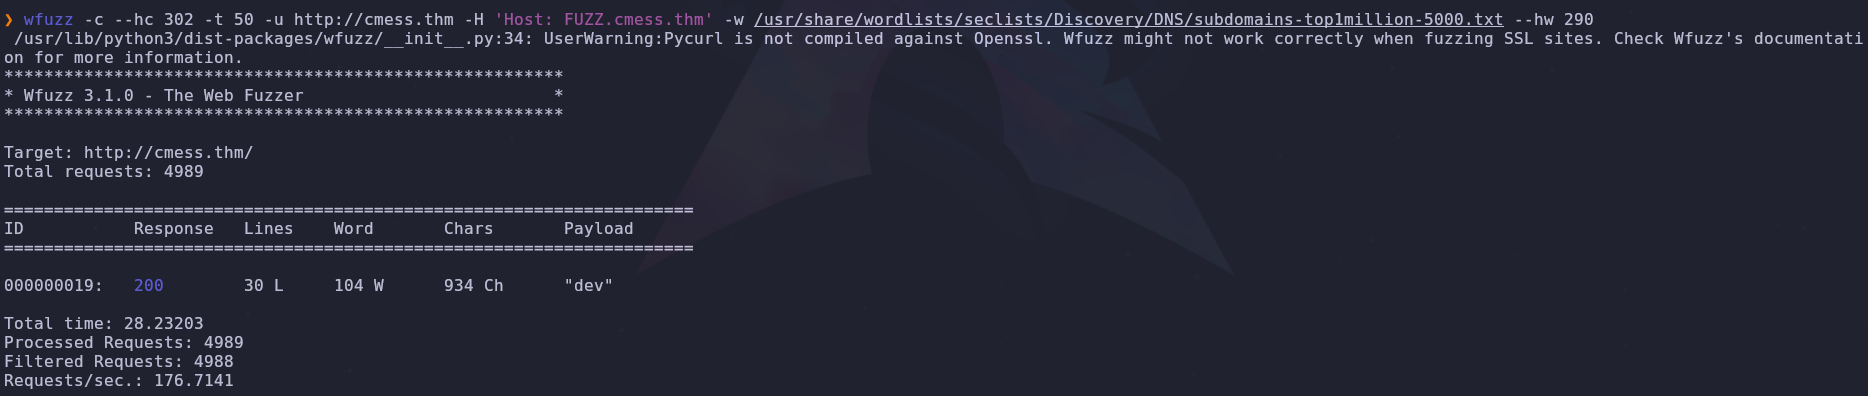 ❯ wfuzz -c --hc 302 -t 50 -u http://cmess.thm -H 'Host: FUZZ.cmess.thm' -w /usr/share/wordlists/seclists/Discovery/DNS/subdomains-top1million-5000.txt --hw 290
 /usr/lib/python3/dist-packages/wfuzz/__init__.py:34: UserWarning:Pycurl is not compiled against Openssl. Wfuzz might not work correctly when fuzzing SSL sites. Check Wfuzz's documentati
on for more information.
********************************************************
* Wfuzz 3.1.0 - The Web Fuzzer                         *
********************************************************

Target: http://cmess.thm/
Total requests: 4989

=====================================================================
ID           Response   Lines    Word       Chars       Payload
=====================================================================

000000019:   200        30 L     104 W      934 Ch      "dev"

Total time: 28.23203
Processed Requests: 4989
Filtered Requests: 4988
Requests/sec.: 176.7141